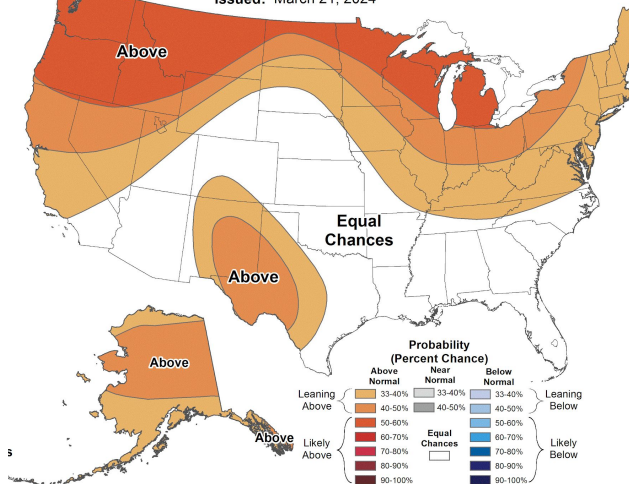 Issued: March 21, 2024
Above
Equal
Chances
Above
Above
Above
s
Probability
(Percent Chance)
Above
Normal
Near
Normal
Below
Normal
Leaning
Above
33-40%
40-50%
33-40%
40-50%
33-40%
40-50%
Leaning
Below
Likely
Above
50-60%
60-70%
70-80%
80-90%
90-100%
Equal
Chances
50-60%
60-70%
70-80%
80-90%
90-100%
Likely
Below